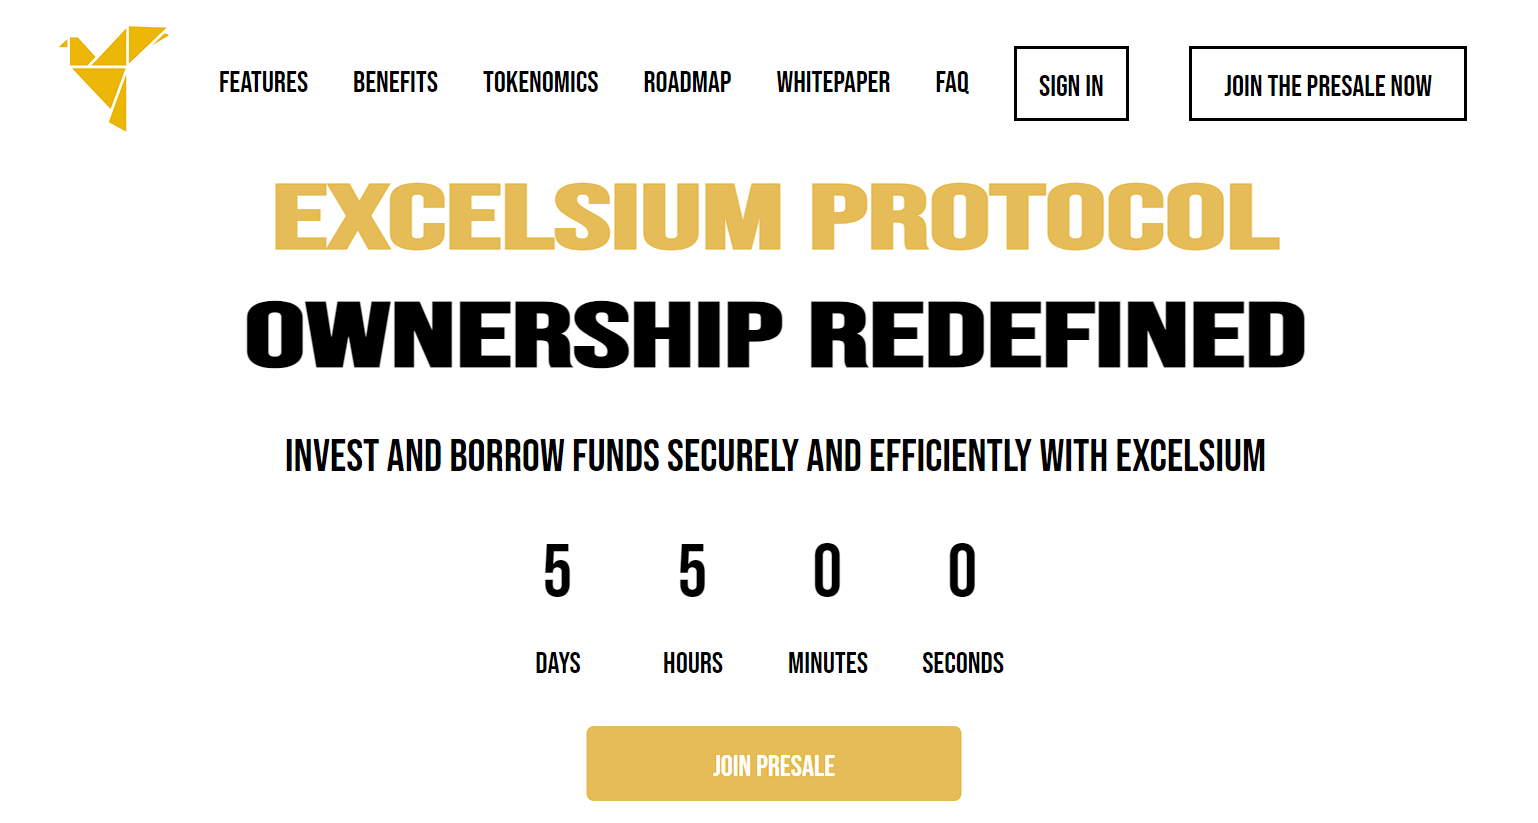 FEATURES BENEFITS TOKENOMICS ROADMAP WHITEPAPER FAQ SIGN IN JOIN THE PRESALE NOW
EXCELSIUM PROTOCOL
OWNERSHIP REDEFINED
INVEST AND BORROW FUNDS SECURELY AND EFFICIENTLY WITH EXCELSIUM
5 5 0 0
DAYS HOURS MINUTES SECONDS
JOIN PRESALE